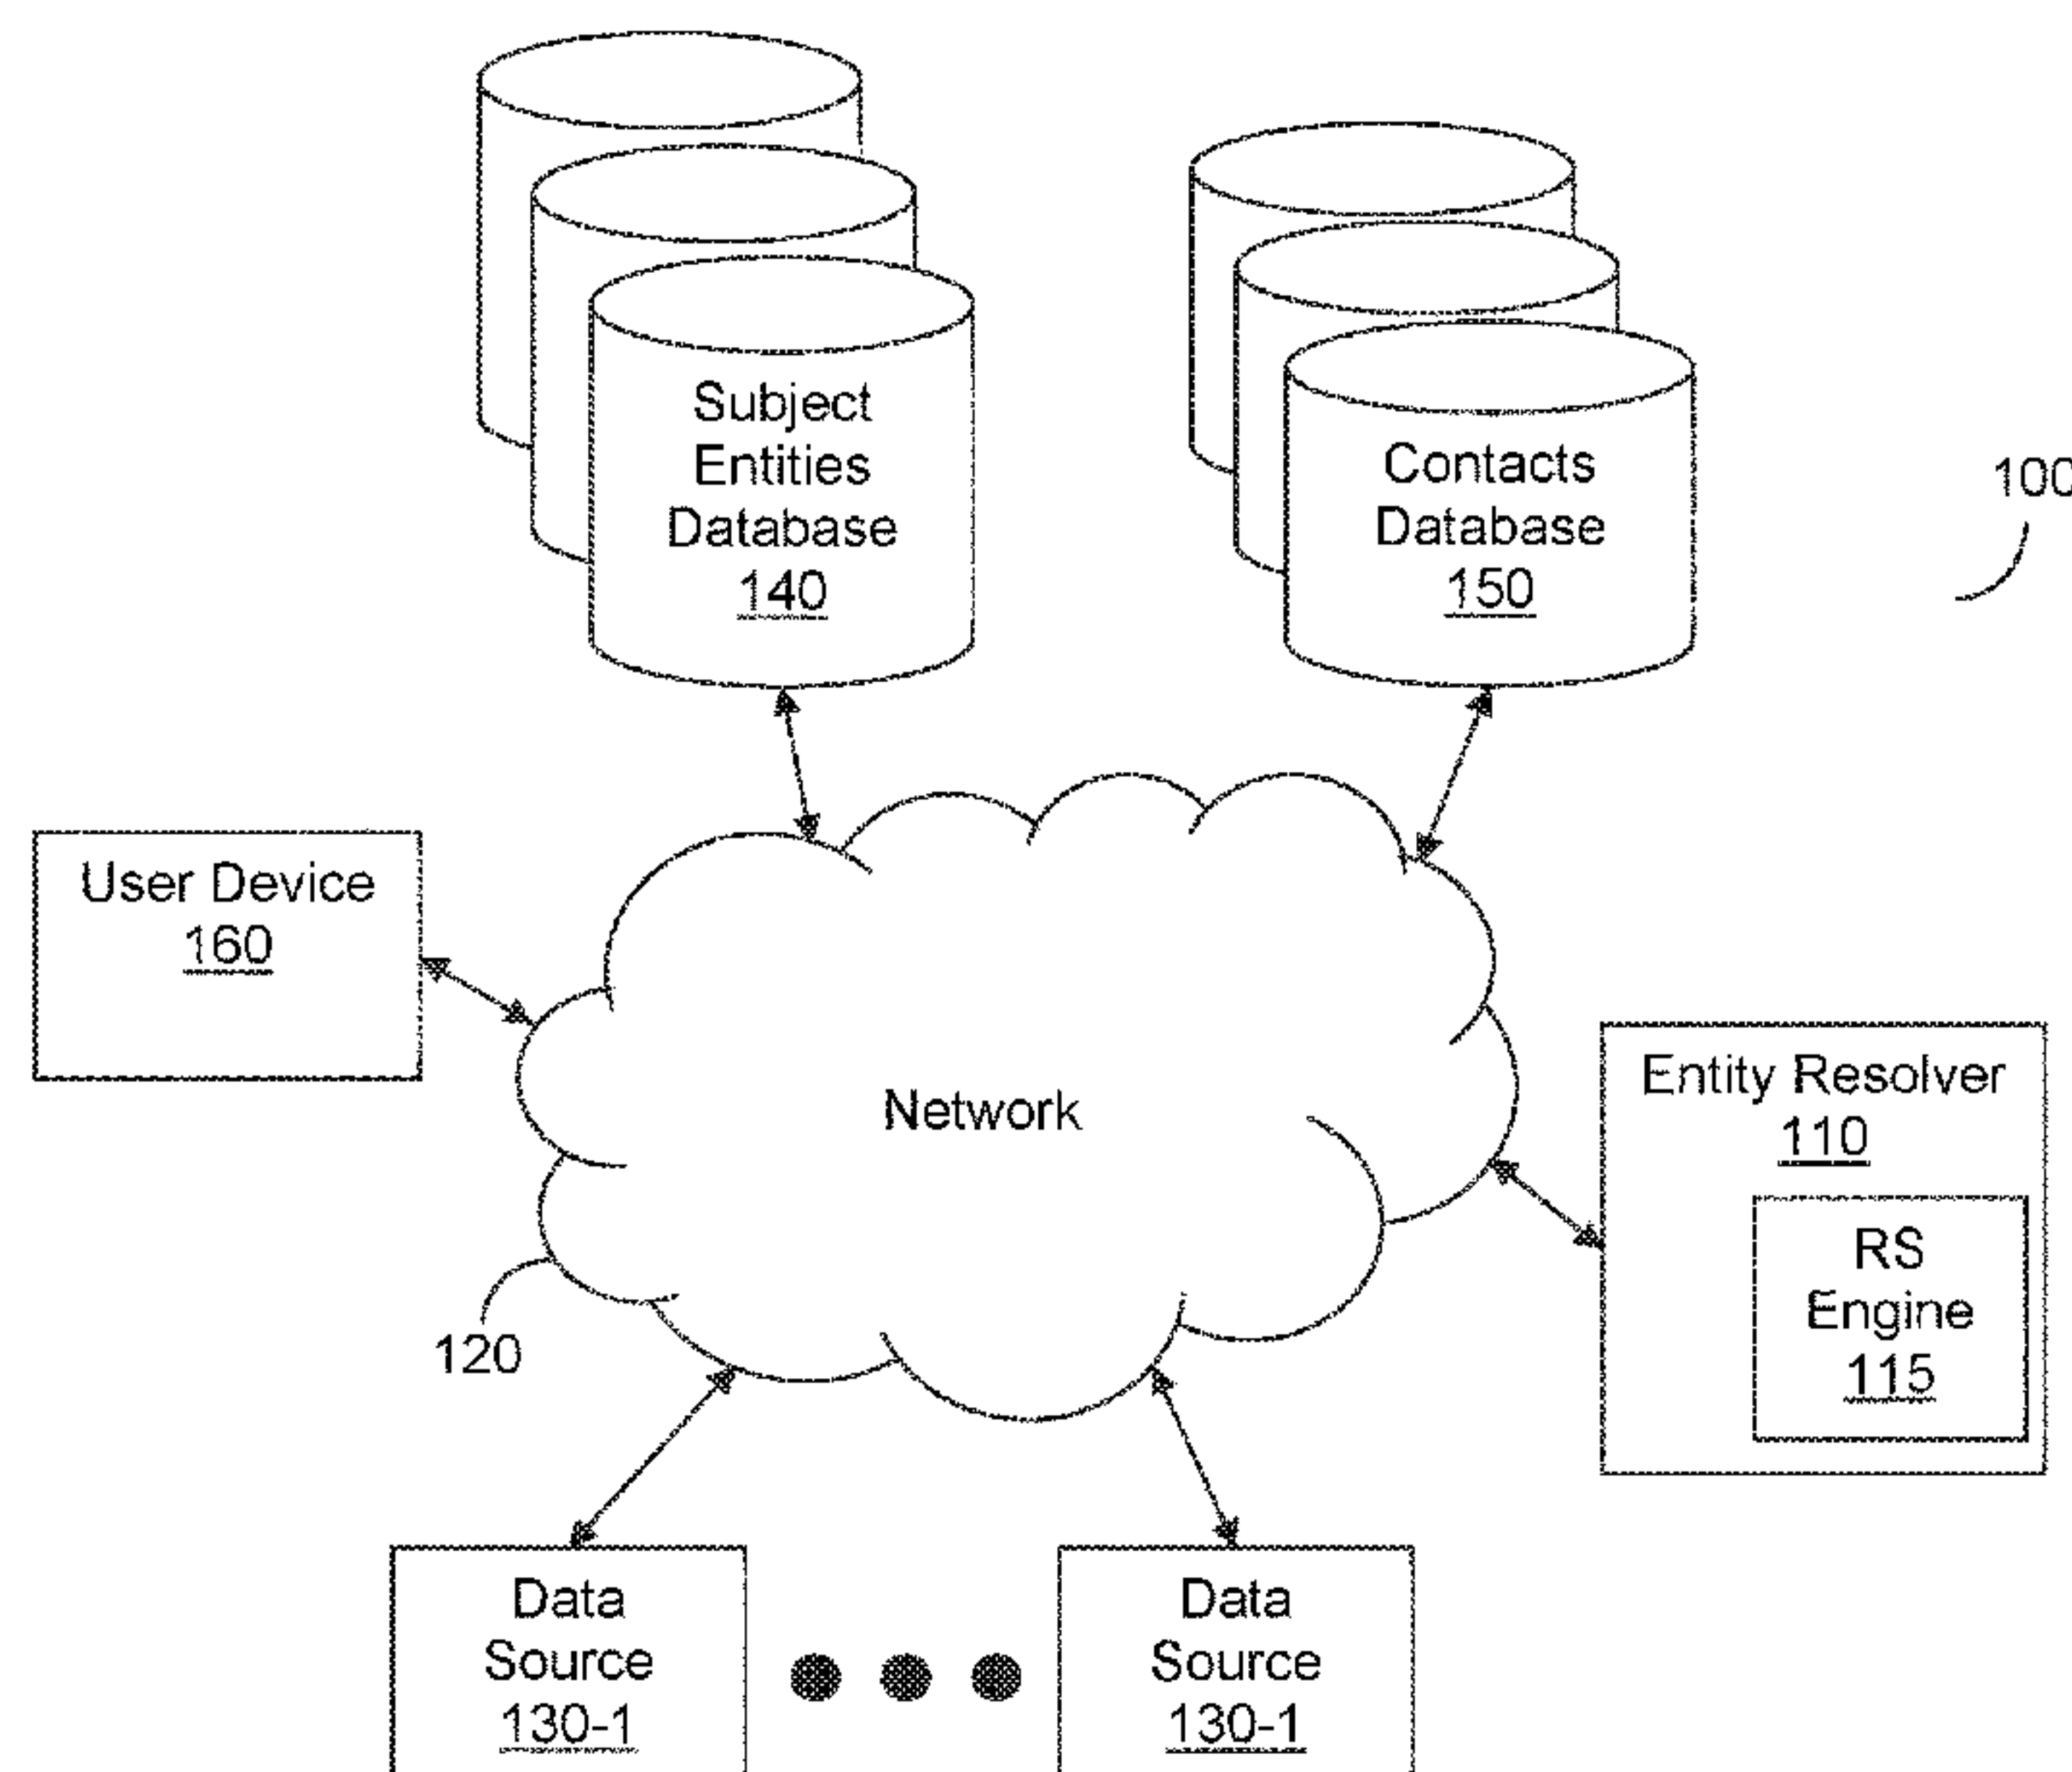 Subject
Entities
Database
140
Contacts
Database
150
100
User Device
160
Network
Entity Resolver
110
RS
Engine
115
120
Data
Source
130-1
Data
Source
130-1